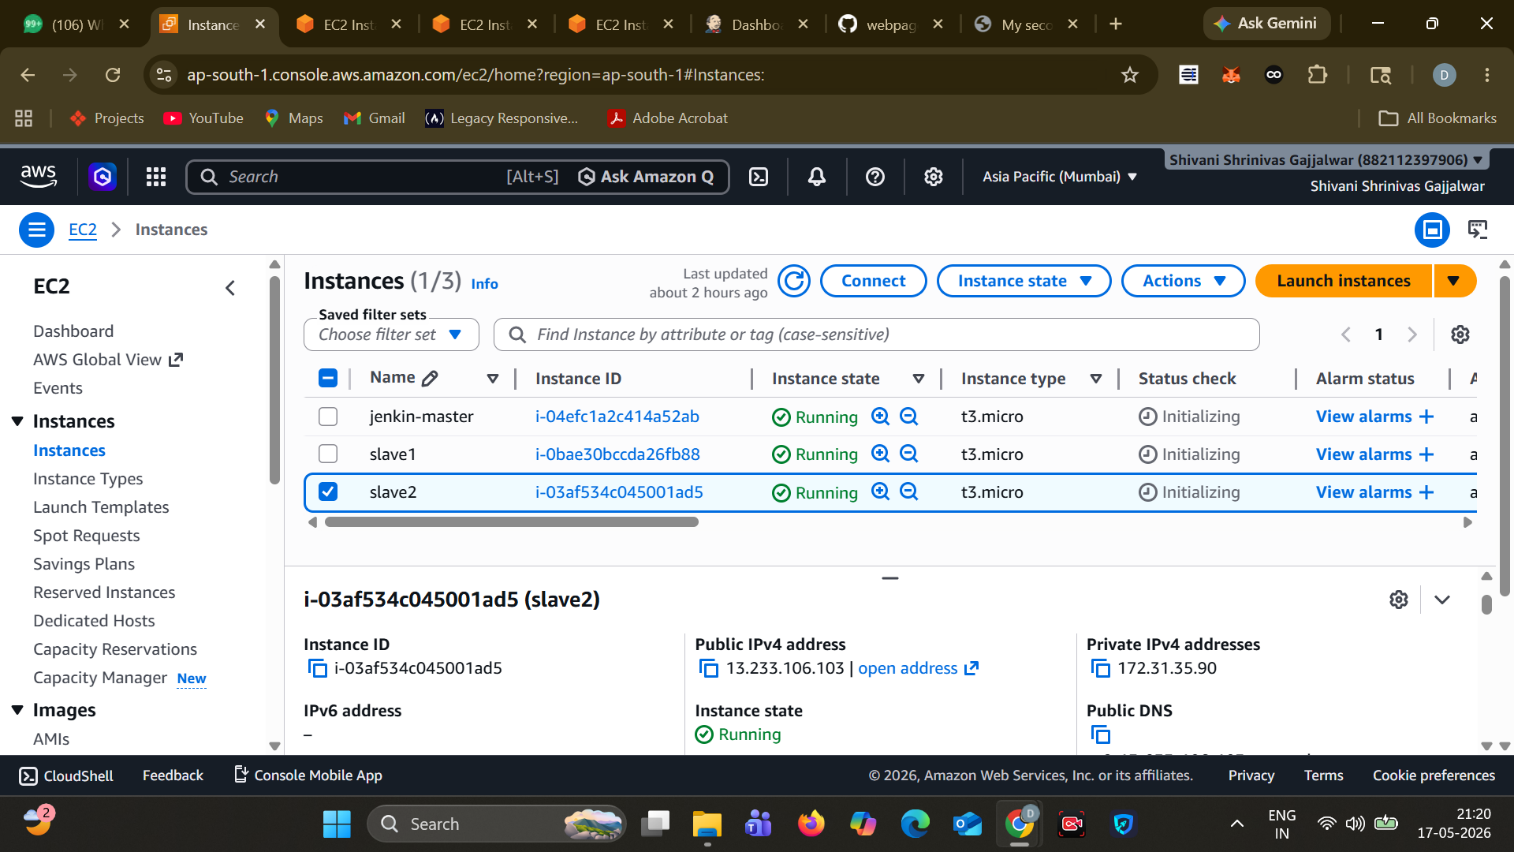 99+
(106) W
Instance
EC2 Inst
EC2 Inst
EC2 Inst
Dashbo
webpag
My seco
Ask Gemini
ap-south-1.console.aws.amazon.com/ec2/home?region=ap-south-1#Instances:
D
Projects
YouTube
Maps
Gmail
Legacy Responsive...
Adobe Acrobat
All Bookmarks
aws
Search
[Alt+S]
Ask Amazon Q
Asia Pacific (Mumbai)
Shivani Shrinivas Gajjalwar (882112397906)
Shivani Shrinivas Gajjalwar
EC2
Instances
EC2
Dashboard
AWS Global View
Events
Instances
Instances
Instance Types
Launch Templates
Spot Requests
Savings Plans
Reserved Instances
Dedicated Hosts
Capacity Reservations
Capacity Manager New
Images
AMIs
Instances (1/3) Info
Last updated
about 2 hours ago
Connect
Instance state
Actions
Launch instances
Saved filter sets
Choose filter set
Find Instance by attribute or tag (case-sensitive)
1
Name Instance ID Instance state Instance type Status check Alarm status A
jenkin-master i-04efc1a2c414a52ab Running t3.micro Initializing View alarms + a
slave1 i-0bae30bccda26fb88 Running t3.micro Initializing View alarms + a
slave2 i-03af534c045001ad5 Running t3.micro Initializing View alarms + a
i-03af534c045001ad5 (slave2)
Instance ID
i-03af534c045001ad5
Public IPv4 address
13.233.106.103 | open address
Private IPv4 addresses
172.31.35.90
IPv6 address
–
Instance state
Running
Public DNS
CloudShell
Feedback
Console Mobile App
© 2026, Amazon Web Services, Inc. or its affiliates.
Privacy
Terms
Cookie preferences
2
Search
D
ENG
IN
21:20
17-05-2026